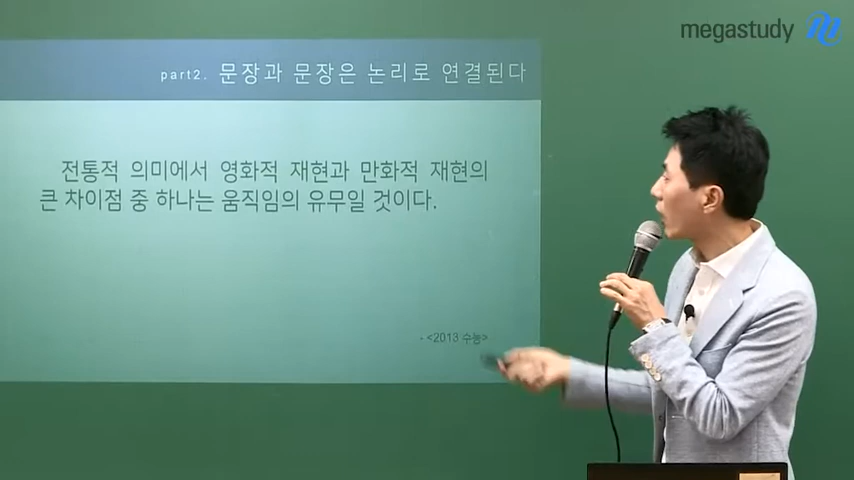 megastudy
part2. 문장과 문장은 논리로 연결된다
전통적 의미에서 영화적 재현과 만화적 재현의
큰 차이점 중 하나는 움직임의 유무일 것이다.
- <2013 수능>